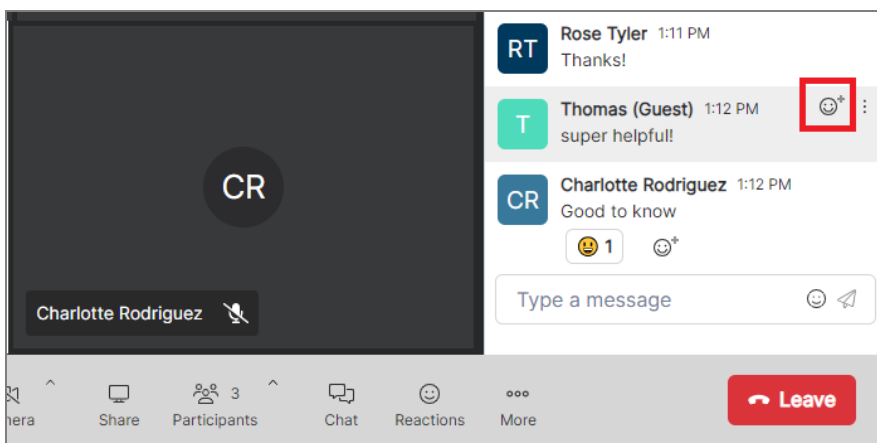 RT
Rose Tyler 1:11 PM
Thanks!
T
Thomas (Guest) 1:12 PM
super helpful!
CR
CR
Charlotte Rodriguez 1:12 PM
Good to know
1
Charlotte Rodriguez
Type a message
3
nera
Share
Participants
Chat
Reactions
More
Leave